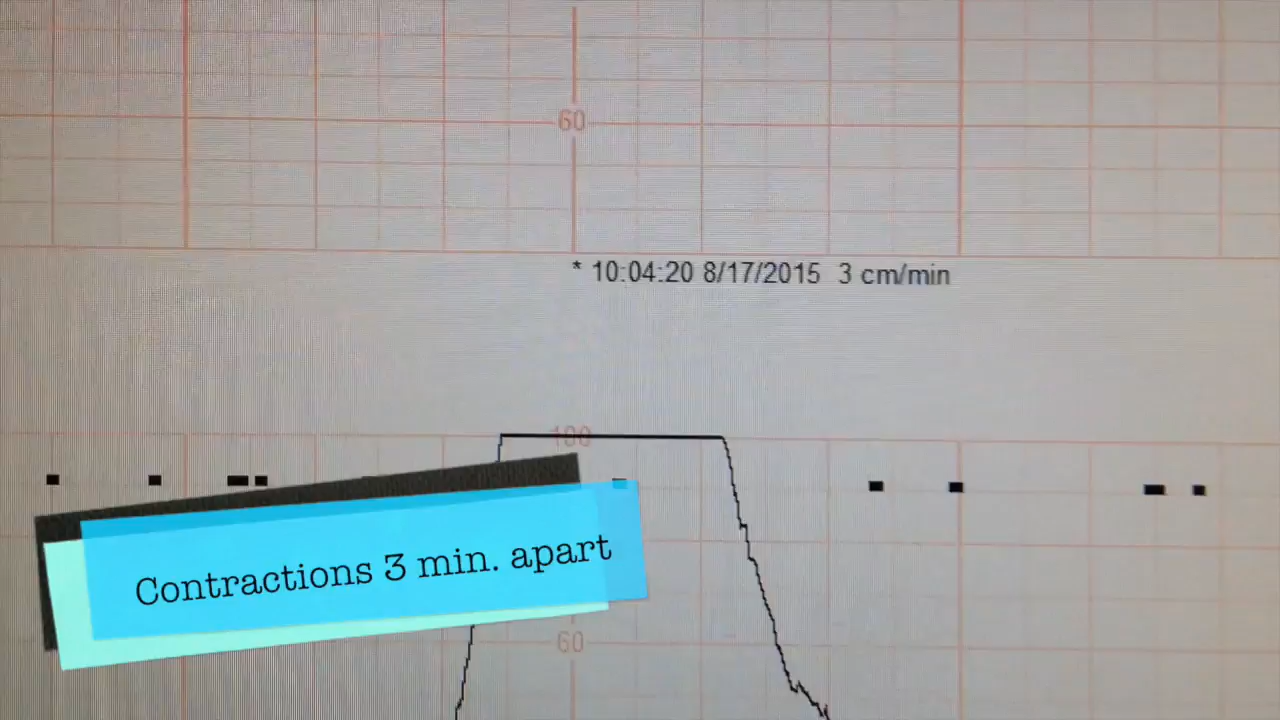 60
* 10:04:20 8/17/2015 3 cm/min
100
Contractions 3 min. apart
60